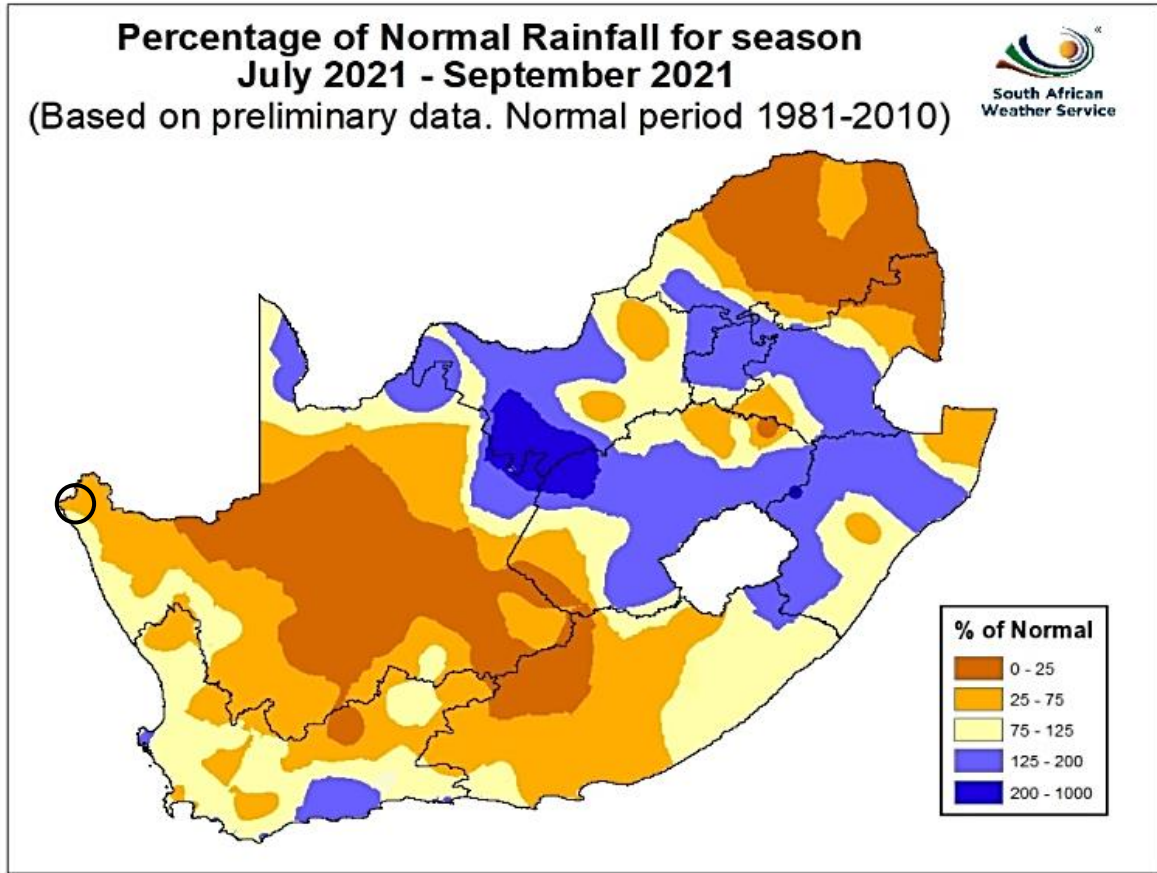 Percentage of Normal Rainfall for season
July 2021 - September 2021
(Based on preliminary data. Normal period 1981-2010)
South African
Weather Service
% of Normal
0 - 25
25 - 75
75 - 125
125 - 200
200 - 1000